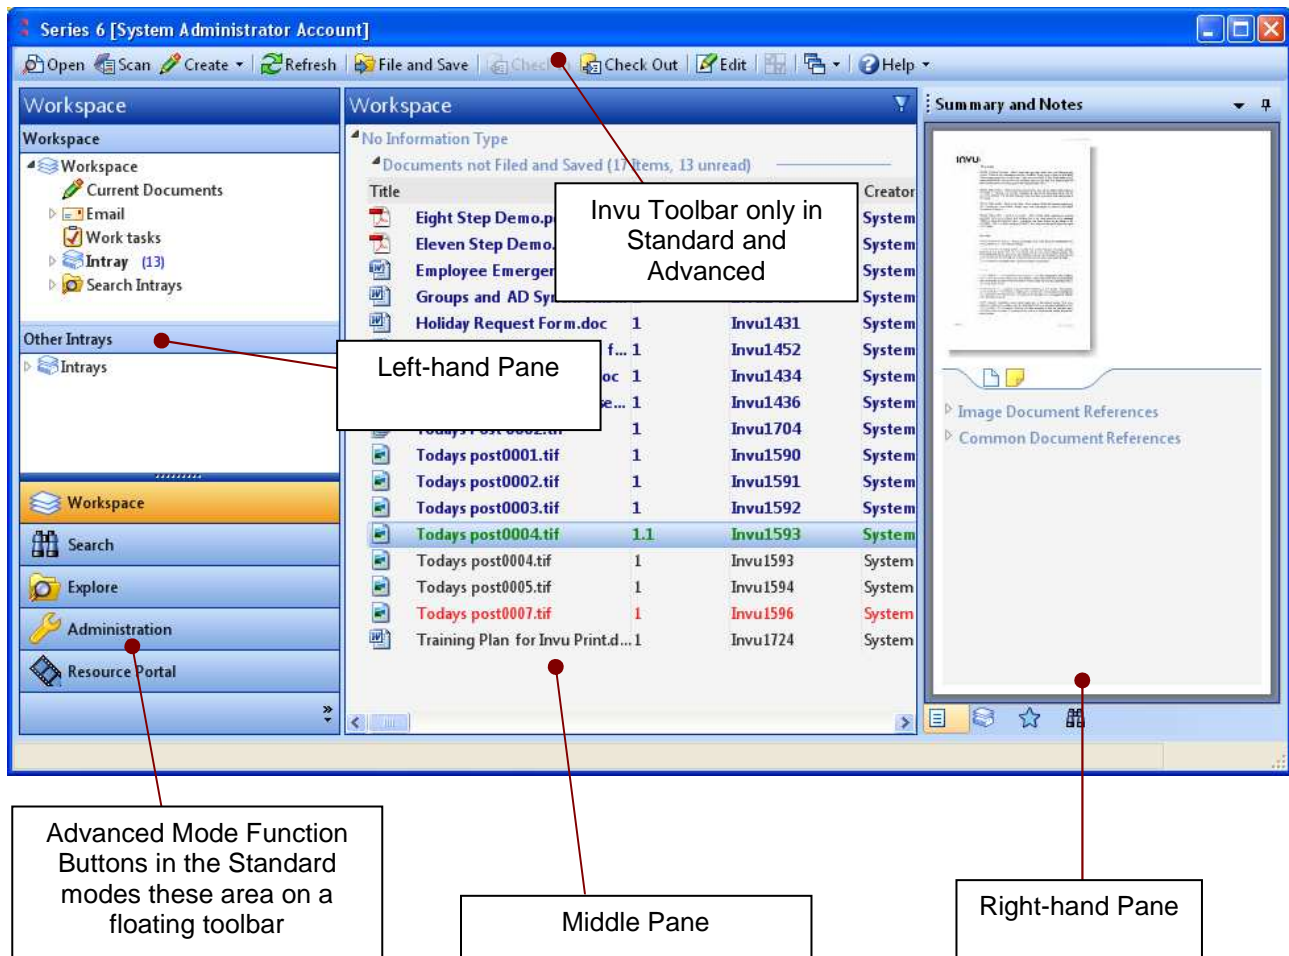 Series 6 [System Administrator Account]
Open Scan Create Refresh File and Save Check Out Edit Help
Workspace
Workspace
Workspace
Current Documents
Email
Work tasks
Intray (13)
Search Intrays
Other Intrays
Intrays
Workspace
Search
Explore
Administration
Resource Portal
Workspace
No Information Type
Documents not Filed and Saved (17 Items, 13 unread)
Title Creator
Eight Step Demo.p System
Eleven Step Demo. System
Employee Emerger System
Groups and AD Sy System
Holiday Request Form.doc 1 Invu1431 System
f... 1 Invu1452 System
oc 1 Invu1434 System
se... 1 Invu1436 System
Todays Post 0002.tif 1 Invu1704 System
Todays post0001.tif 1 Invu1590 System
Todays post0002.tif 1 Invu1591 System
Todays post0003.tif 1 Invu1592 System
Todays post0004.tif 1.1 Invu1593 System
Todays post0004.tif 1 Invu1593 System
Todays post0005.tif 1 Invu1594 System
Todays post0007.tif 1 Invu1596 System
Training Plan for Invu Print.d... 1 Invu1724 System
Summary and Notes
invu
Image Document References
Common Document References
Invu Toolbar only in
Standard and
Advanced
Left-hand Pane
Advanced Mode Function
Buttons in the Standard
modes these area on a
floating toolbar
Middle Pane
Right-hand Pane